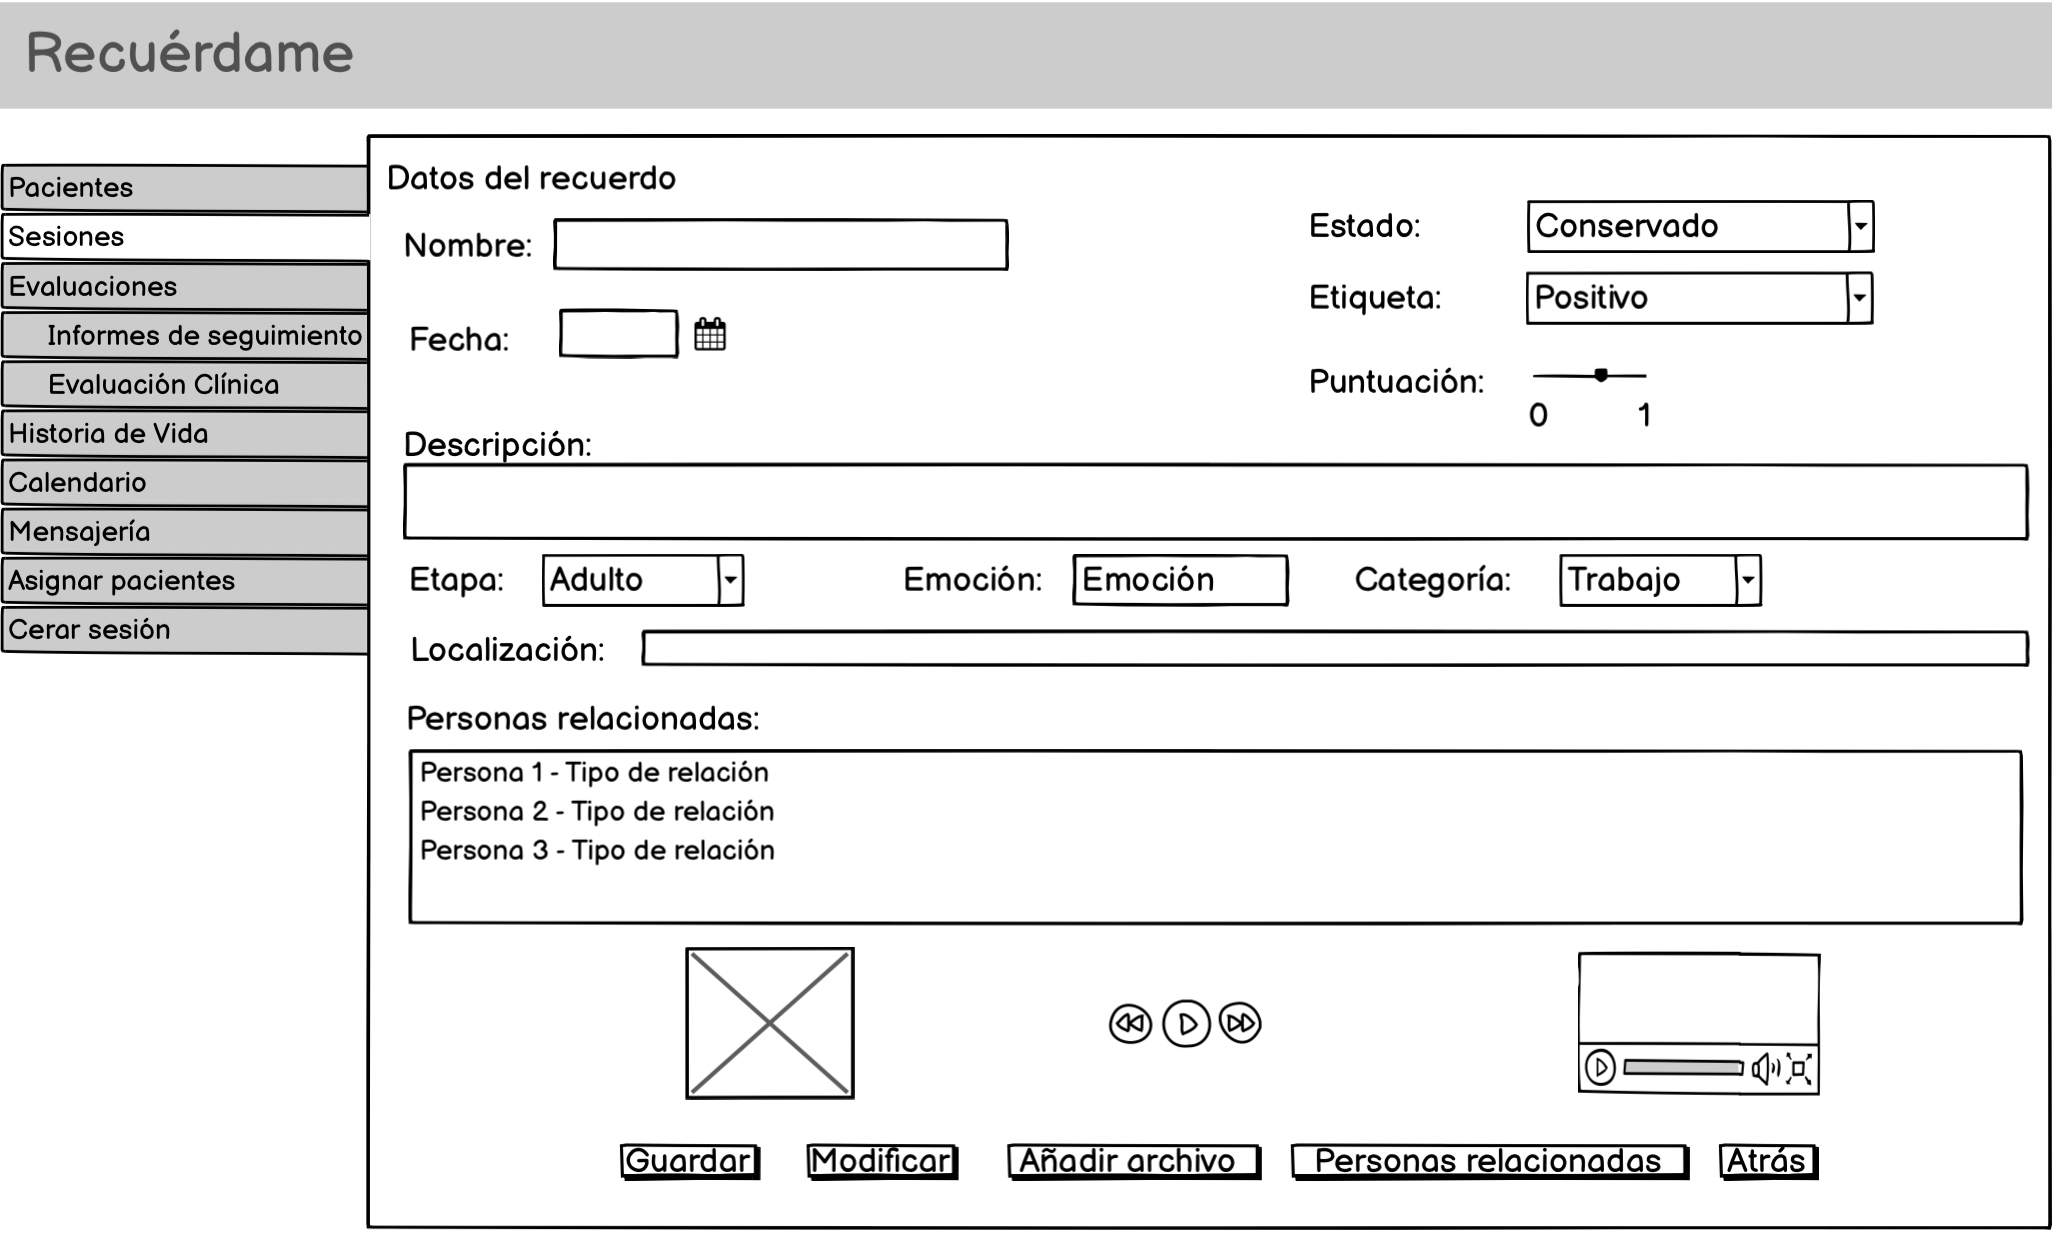 Recuérdame
Pacientes
Sesiones
Evaluaciones
Informes de seguimiento
Evaluación Clínica
Historia de Vida
Calendario
Mensajería
Asignar pacientes
Cerar sesión
Datos del recuerdo
Nombre:
Estado: Conservado
Etiqueta: Positivo
Fecha:
Puntuación:
0 1
Descripción:
Etapa: Adulto Emoción: Emoción Categoría: Trabajo
Localización:
Personas relacionadas:
Persona 1 - Tipo de relación
Persona 2 - Tipo de relación
Persona 3 - Tipo de relación
Guardar Modificar Añadir archivo Personas relacionadas Atrás